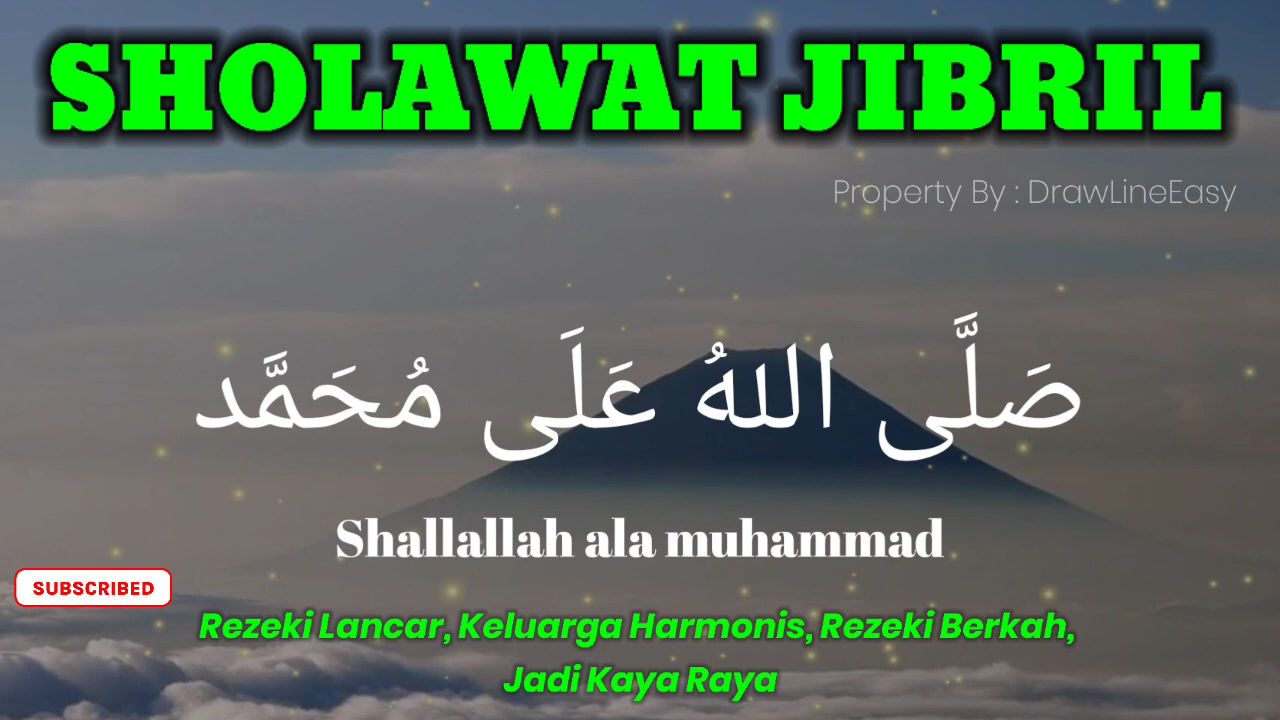 SHOLAWAT JIBRIL
Property By : DrawLineEasy
صَلَّى اللهُ عَلَى مُحَمَّد
Shallallah ala muhammad
SUBSCRIBED
Rezeki Lancar, Keluarga Harmonis, Rezeki Berkah,
Jadi Kaya Raya